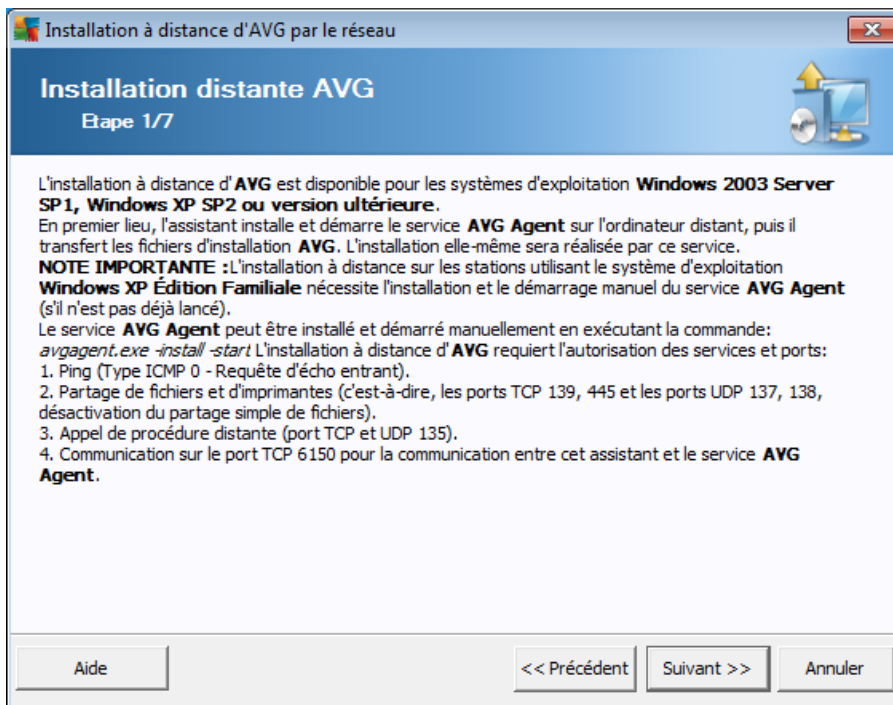 Installation à distance d'AVG par le réseau
Installation distante AVG
Etape 1/7
L'installation à distance d'AVG est disponible pour les systèmes d'exploitation Windows 2003 Server
SP1, Windows XP SP2 ou version ultérieure.
En premier lieu, l'assistant installe et démarre le service AVG Agent sur l'ordinateur distant, puis il
transfert les fichiers d'installation AVG. L'installation elle-même sera réalisée par ce service.
NOTE IMPORTANTE :L'installation à distance sur les stations utilisant le système d'exploitation
Windows XP Édition Familiale nécessite l'installation et le démarrage manuel du service AVG Agent
(s'il n'est pas déjà lancé).
Le service AVG Agent peut être installé et démarré manuellement en exécutant la commande:
avgagent.exe -install -start L'installation à distance d'AVG requiert l'autorisation des services et ports:
1. Ping (Type ICMP 0 - Requête d'écho entrant).
2. Partage de fichiers et d'imprimantes (c'est-à-dire, les ports TCP 139, 445 et les ports UDP 137, 138,
désactivation du partage simple de fichiers).
3. Appel de procédure distante (port TCP et UDP 135).
4. Communication sur le port TCP 6150 pour la communication entre cet assistant et le service AVG
Agent.
Aide
<< Précédent
Suivant >>
Annuler